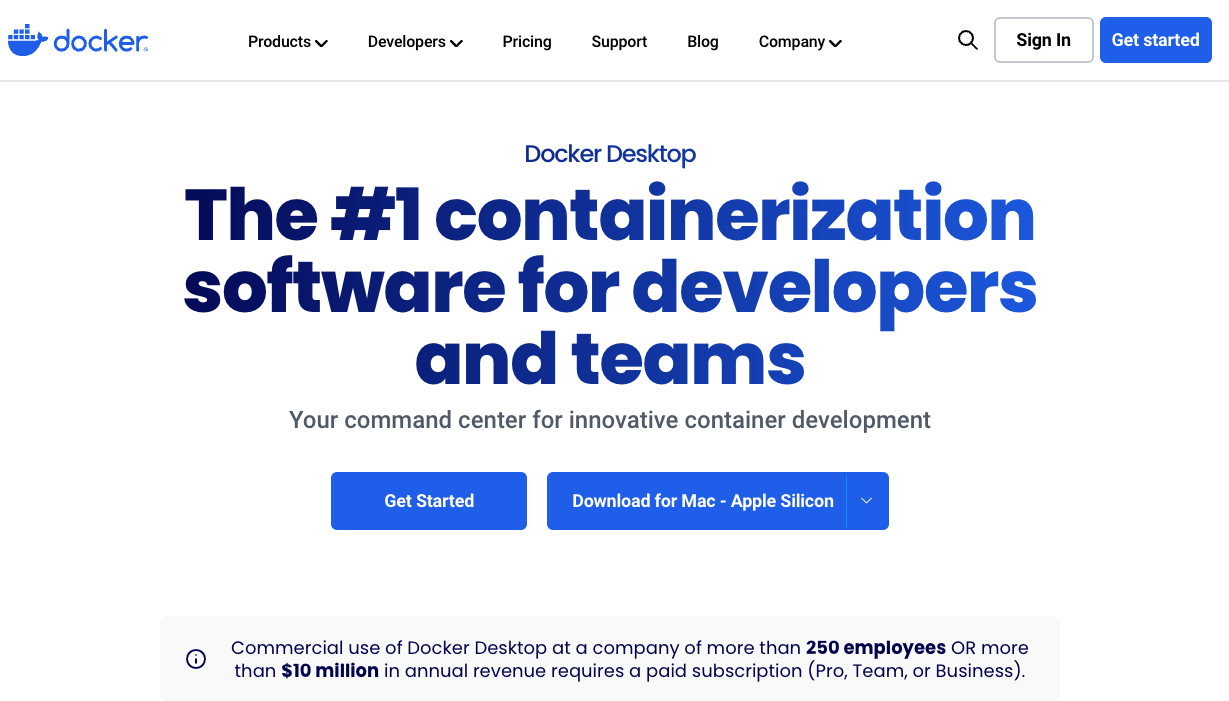 docker
Products Developers Pricing Support Blog Company Sign In Get started
Docker Desktop
The #1 containerization
software for developers
and teams
Your command center for innovative container development
Get Started Download for Mac - Apple Silicon
Commercial use of Docker Desktop at a company of more than 250 employees OR more
than $10 million in annual revenue requires a paid subscription (Pro, Team, or Business).